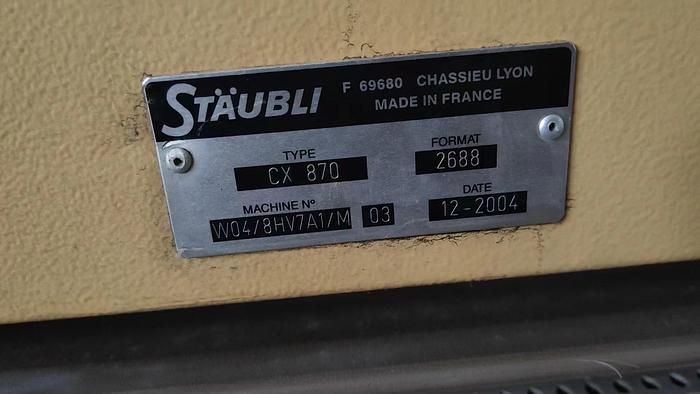 STÄUBLI
F 69680 CHASSIEU LYON
MADE IN FRANCE
TYPE
CX 870
FORMAT
2688
MACHINE Nº
W04/8HV7A1/M 03
DATE
12-2004